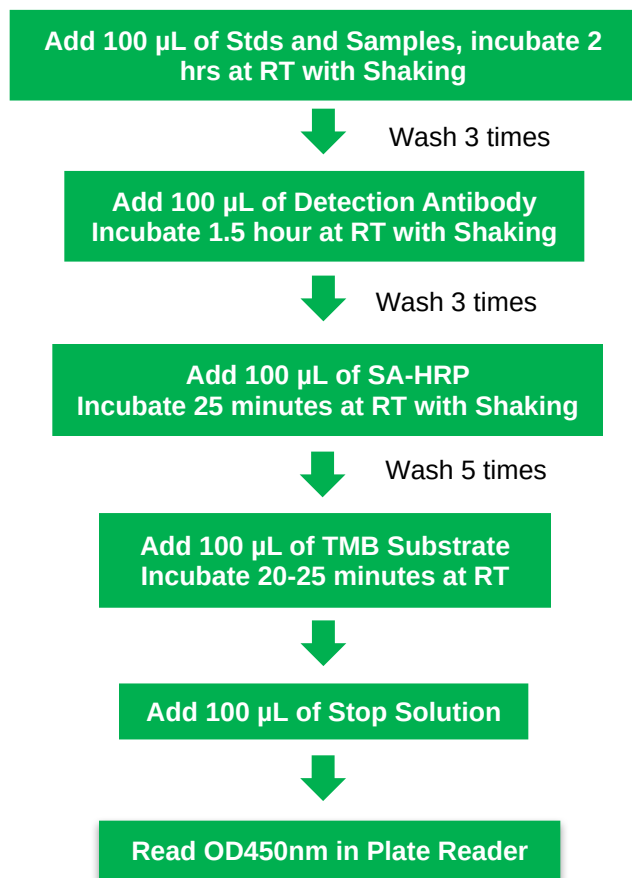 Add 100 µL of Stds and Samples, incubate 2
hrs at RT with Shaking
Wash 3 times
Add 100 µL of Detection Antibody
Incubate 1.5 hour at RT with Shaking
Wash 3 times
Add 100 µL of SA-HRP
Incubate 25 minutes at RT with Shaking
Wash 5 times
Add 100 µL of TMB Substrate
Incubate 20-25 minutes at RT
Add 100 µL of Stop Solution
Read OD450nm in Plate Reader